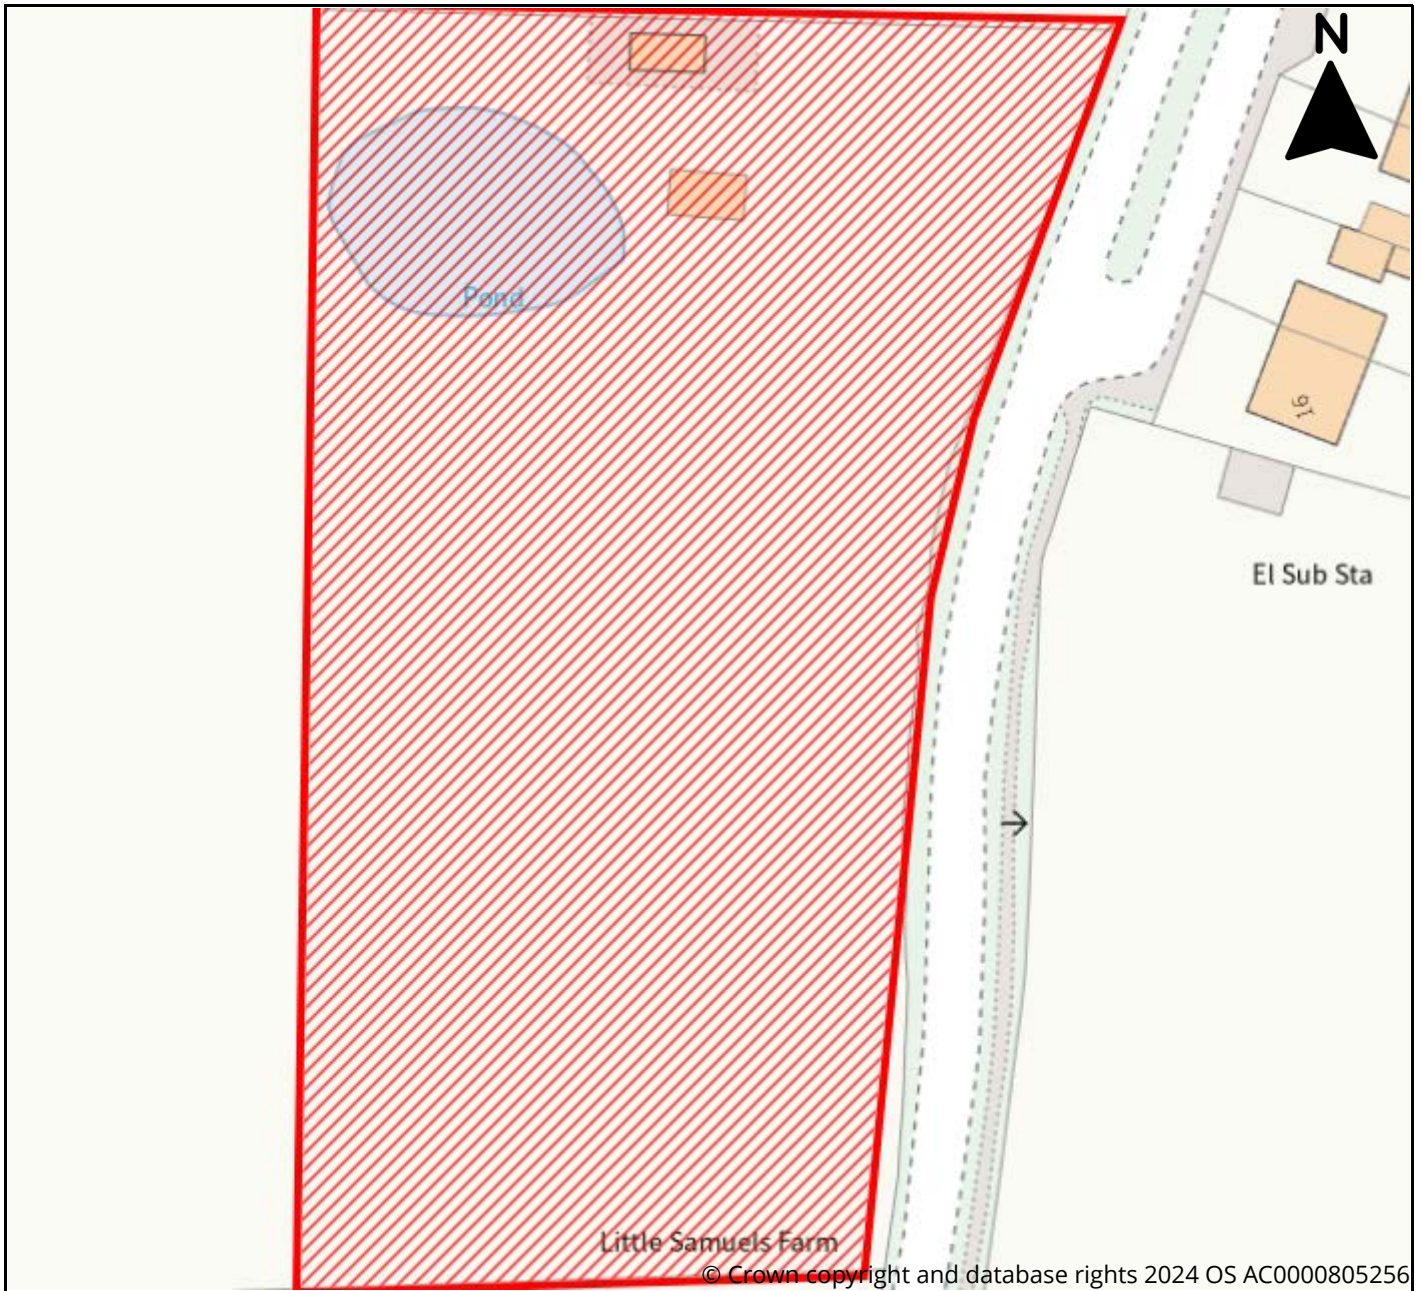 N
Pond
16
El Sub Sta
Little Samuels Farm
© Crown copyright and database rights 2024 OS AC0000805256